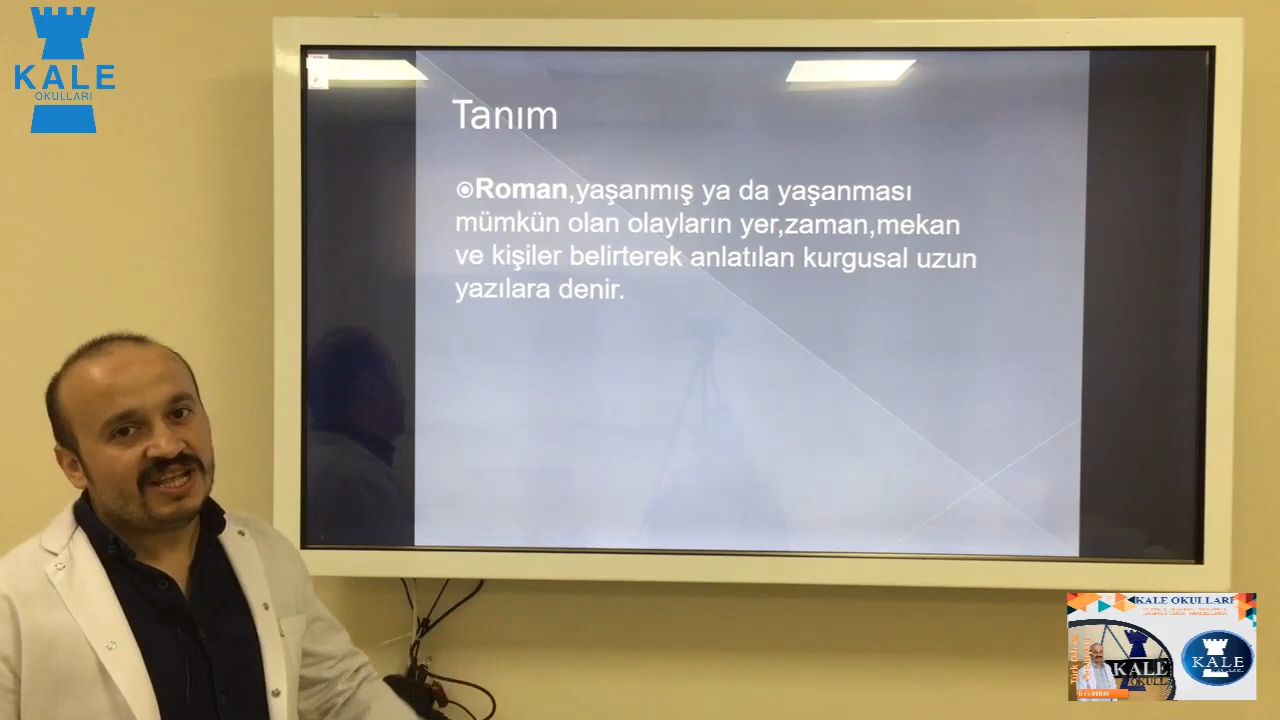 KALE
OKULLARI
Tanım
Roman,yaşanmış ya da yaşanması
mümkün olan olayların yer,zaman,mekan
ve kişiler belirterek anlatılan kurgusal uzun
yazılara denir.
KALE OKULLARI
KALE
KALE